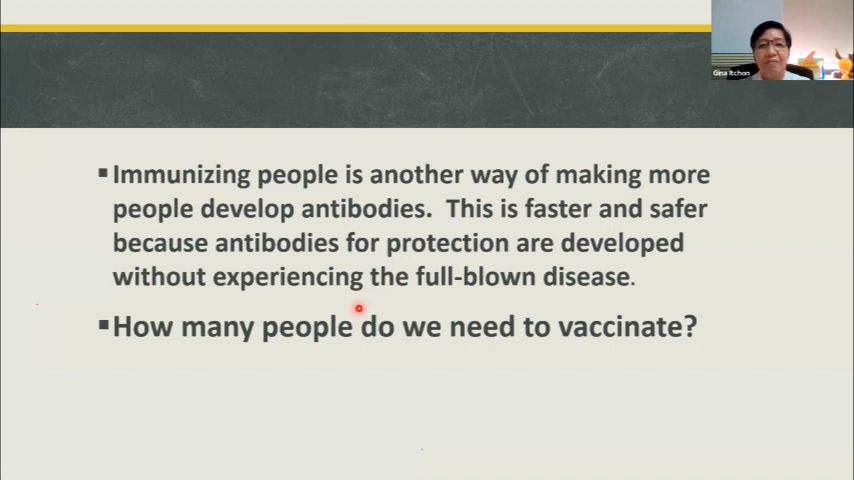 Gina Itchon
▪Immunizing people is another way of making more
people develop antibodies. This is faster and safer
because antibodies for protection are developed
without experiencing the full-blown disease.
▪How many people do we need to vaccinate?